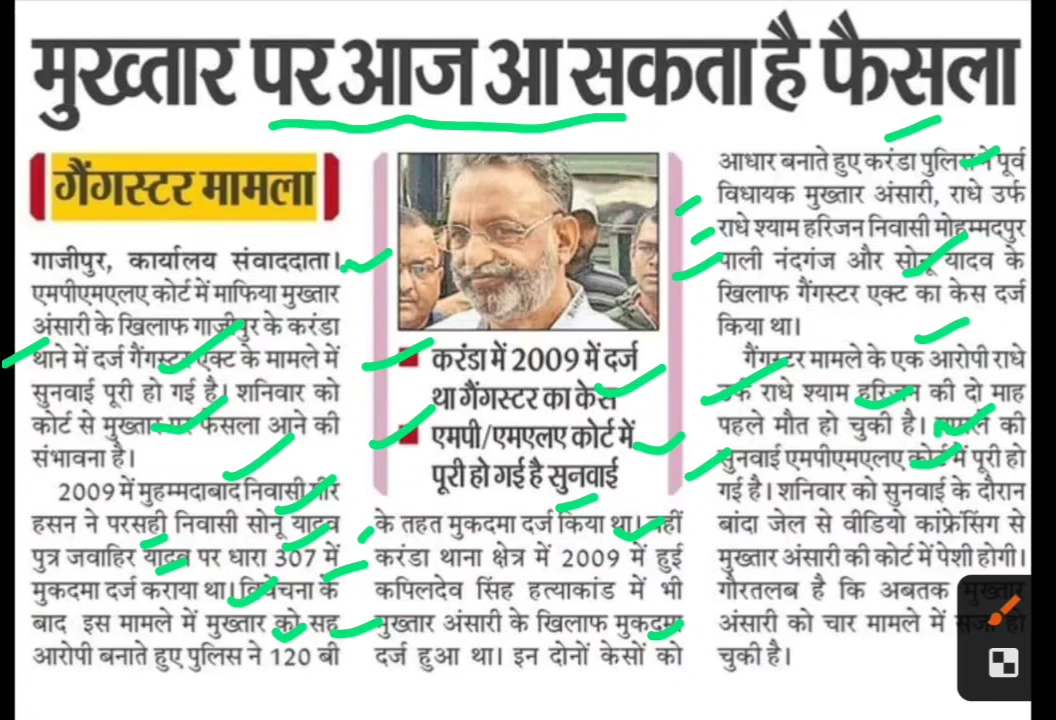 मुख्तार पर आज आ सकता है फैसला
गैंगस्टर मामला
गाजीपुर, कार्यालय संवाददाता।
एमपीएमएलए कोर्ट में माफिया मुख्तार
अंसारी के खिलाफ गाजीपुर के करंडा
थाने में दर्ज गैंगस्टर एक्ट के मामले में
सुनवाई पूरी हो गई है। शनिवार को
कोर्ट से मुख्तार पर फैसला आने की
संभावना है।
2009 में मुहम्मदाबाद निवासी मीर
हसन ने परसही निवासी सोनू यादव
पुत्र जवाहिर यादव पर धारा 307 में
मुकदमा दर्ज कराया था। विवेचना के
बाद इस मामले में मुख्तार को सह
आरोपी बनाते हुए पुलिस ने 120 बी
करंडा में 2009 में दर्ज
था गैंगस्टर का केस
एमपी/एमएलए कोर्ट में
पूरी हो गई है सुनवाई
के तहत मुकदमा दर्ज किया था। वहीं
करंडा थाना क्षेत्र में 2009 में हुई
कपिलदेव सिंह हत्याकांड में भी
मुख्तार अंसारी के खिलाफ मुकदमा
दर्ज हुआ था। इन दोनों केसों को
आधार बनाते हुए करंडा पुलिस ने पूर्व
विधायक मुख्तार अंसारी, राधे उर्फ
राधे श्याम हरिजन निवासी मोहम्मदपुर
पाली नंदगंज और सोनू यादव के
खिलाफ गैंगस्टर एक्ट का केस दर्ज
किया था।
गैंगस्टर मामले के एक आरोपी राधे
उर्फ राधे श्याम हरिजन की दो माह
पहले मौत हो चुकी है। मामले की
सुनवाई एमपीएमएलए कोर्ट में पूरी हो
गई है। शनिवार को सुनवाई के दौरान
बांदा जेल से वीडियो कांफ्रेसिंग से
मुख्तार अंसारी की कोर्ट में पेशी होगी।
गौरतलब है कि अबतक मुख्तार
अंसारी को चार मामले में सजा हो
चुकी है।